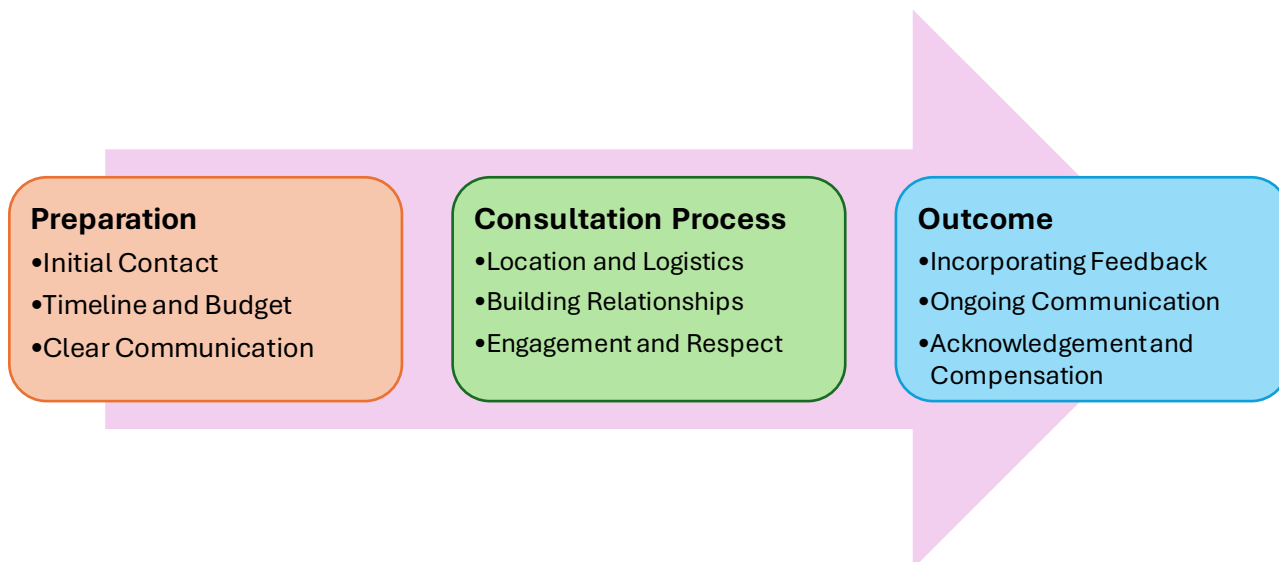 Preparation
•Initial Contact
•Timeline and Budget
•Clear Communication
Consultation Process
•Location and Logistics
•Building Relationships
•Engagement and Respect
Outcome
•Incorporating Feedback
•Ongoing Communication
•Acknowledgement and
Compensation